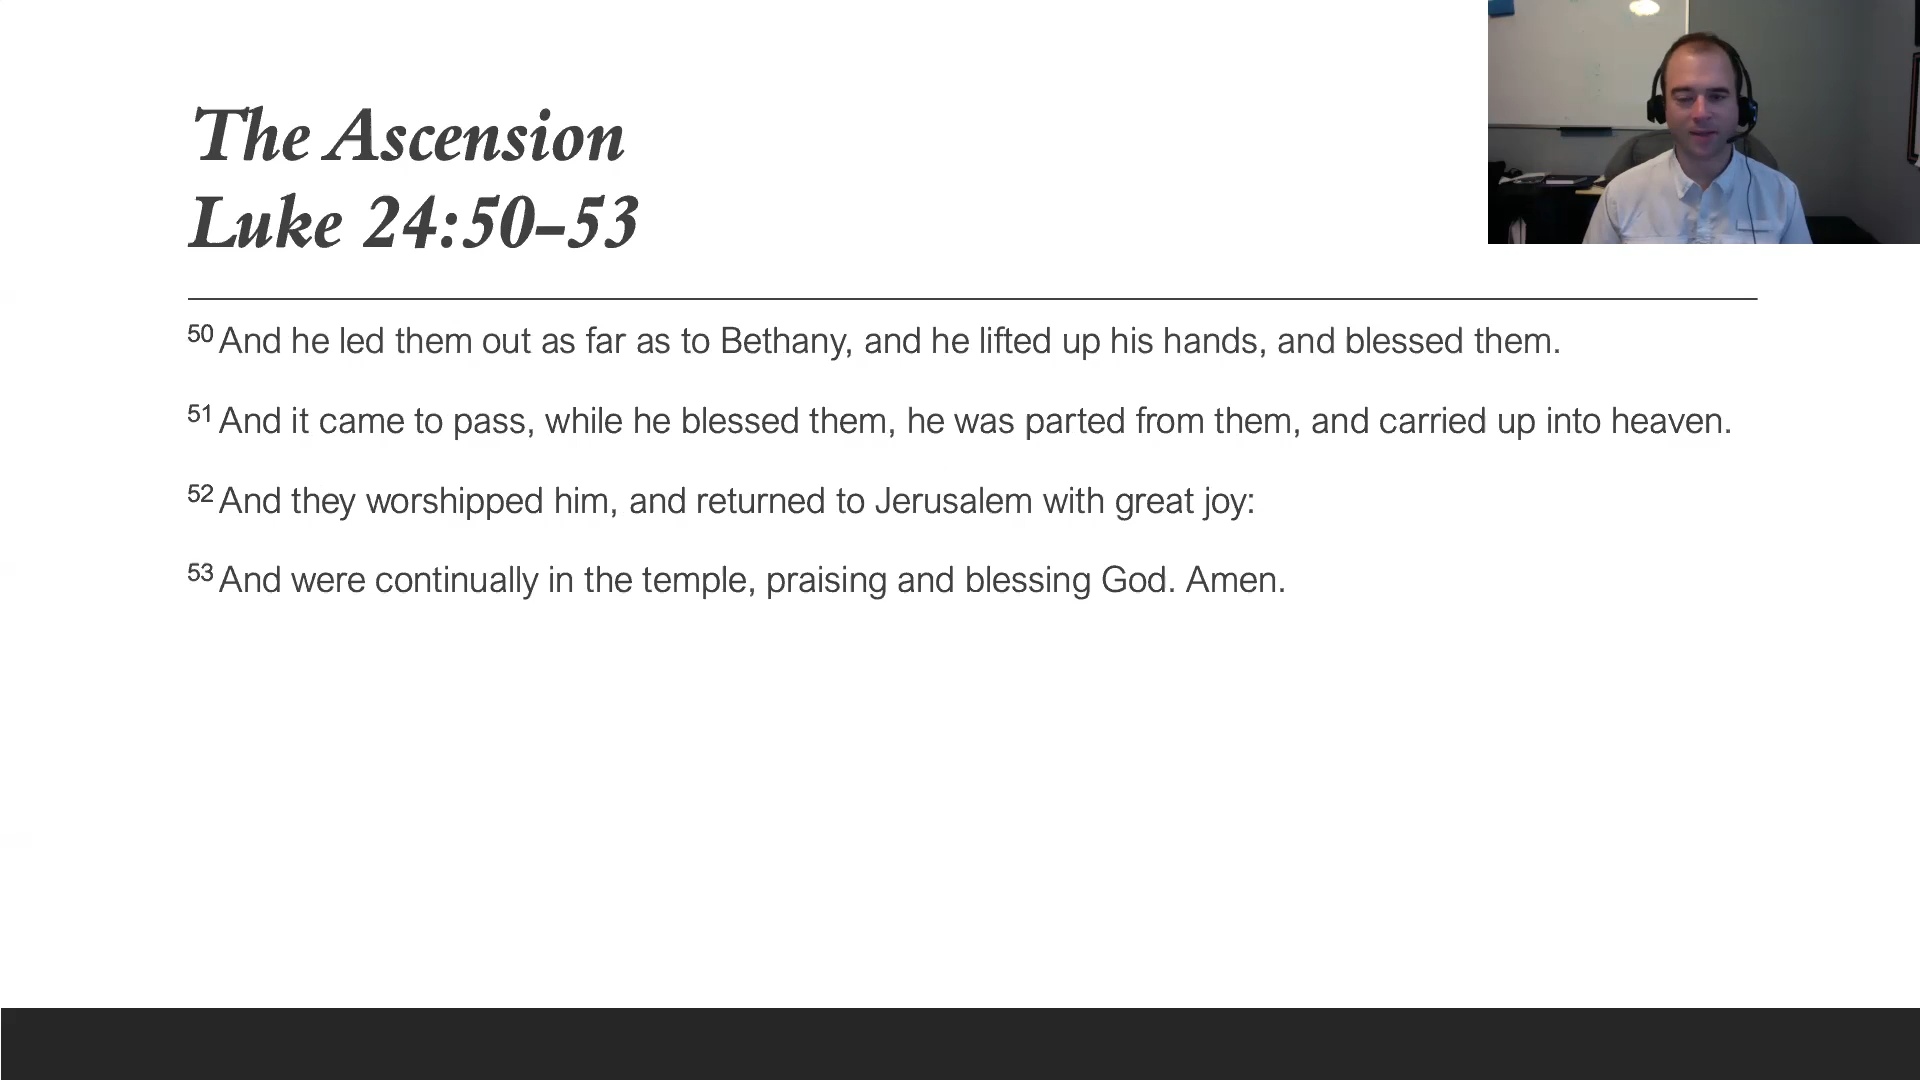 The Ascension
Luke 24:50–53
50 And he led them out as far as to Bethany, and he lifted up his hands, and blessed them.
51 And it came to pass, while he blessed them, he was parted from them, and carried up into heaven.
52 And they worshipped him, and returned to Jerusalem with great joy:
53 And were continually in the temple, praising and blessing God. Amen.